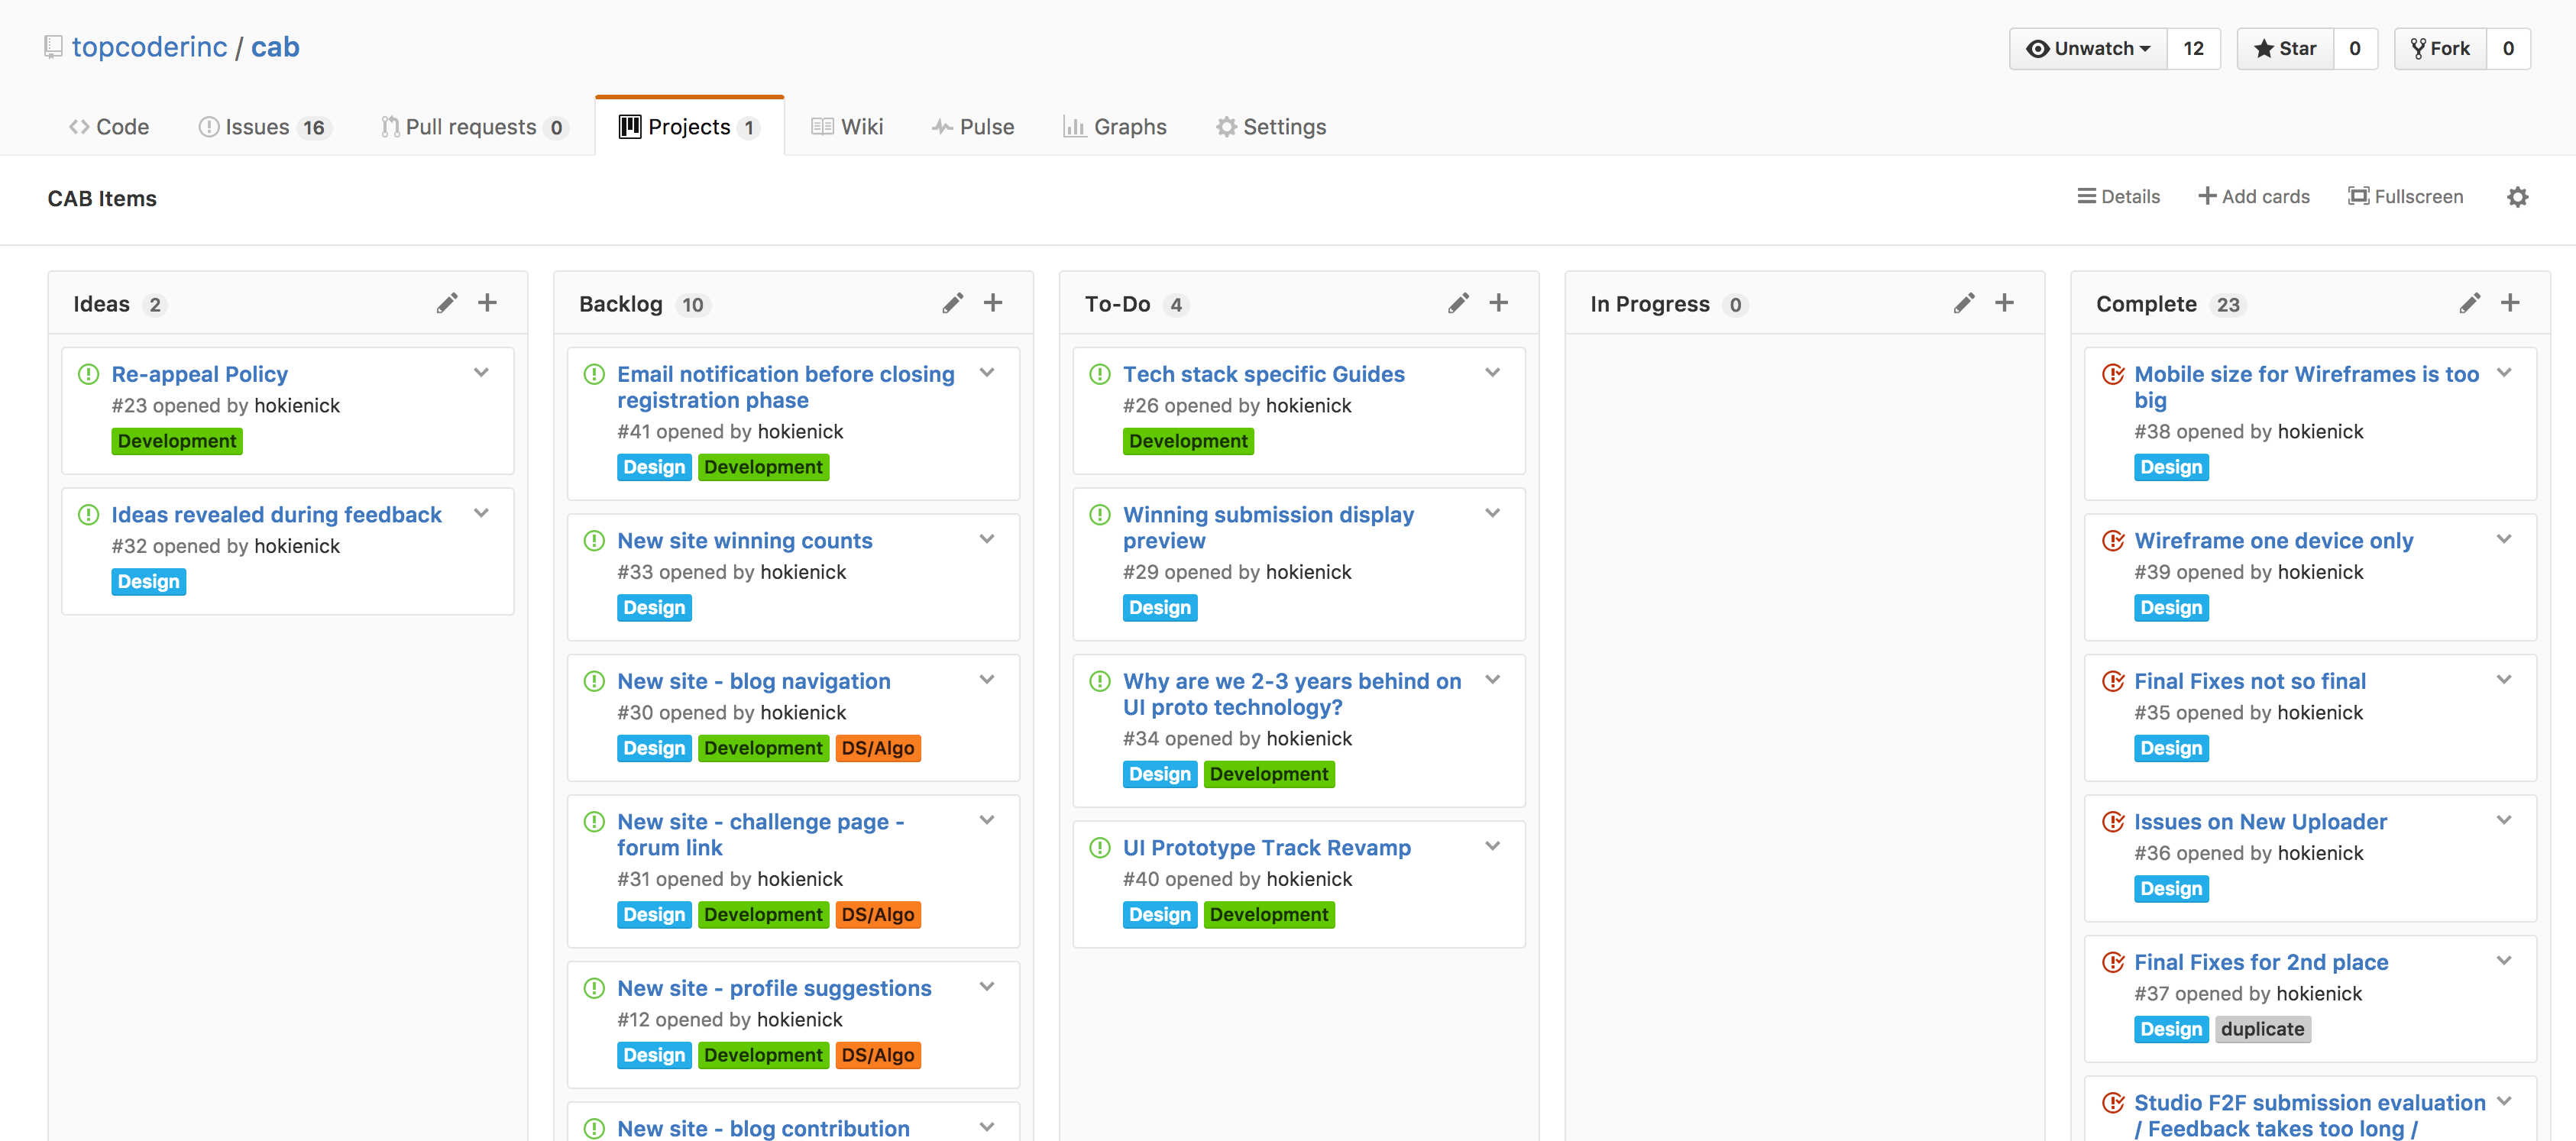 topcoderinc / cab
Unwatch 12
Star 0
Fork 0
Code
Issues 16
Pull requests 0
Projects 1
Wiki
Pulse
Graphs
Settings
CAB Items
Details
Add cards
Fullscreen
Ideas 2
Re-appeal Policy
#23 opened by hokienick
Development
Ideas revealed during feedback
#32 opened by hokienick
Design
Backlog 10
Email notification before closing
registration phase
#41 opened by hokienick
Design Development
New site winning counts
#33 opened by hokienick
Design
New site - blog navigation
#30 opened by hokienick
Design Development DS/Algo
New site - challenge page -
forum link
#31 opened by hokienick
Design Development DS/Algo
New site - profile suggestions
#12 opened by hokienick
Design Development DS/Algo
New site - blog contribution
To-Do 4
Tech stack specific Guides
#26 opened by hokienick
Development
Winning submission display
preview
#29 opened by hokienick
Design
Why are we 2-3 years behind on
UI proto technology?
#34 opened by hokienick
Design Development
UI Prototype Track Revamp
#40 opened by hokienick
Design Development
In Progress 0
Complete 23
Mobile size for Wireframes is too
big
#38 opened by hokienick
Design
Wireframe one device only
#39 opened by hokienick
Design
Final Fixes not so final
#35 opened by hokienick
Design
Issues on New Uploader
#36 opened by hokienick
Design
Final Fixes for 2nd place
#37 opened by hokienick
Design duplicate
Studio F2F submission evaluation
/ Feedback takes too long /